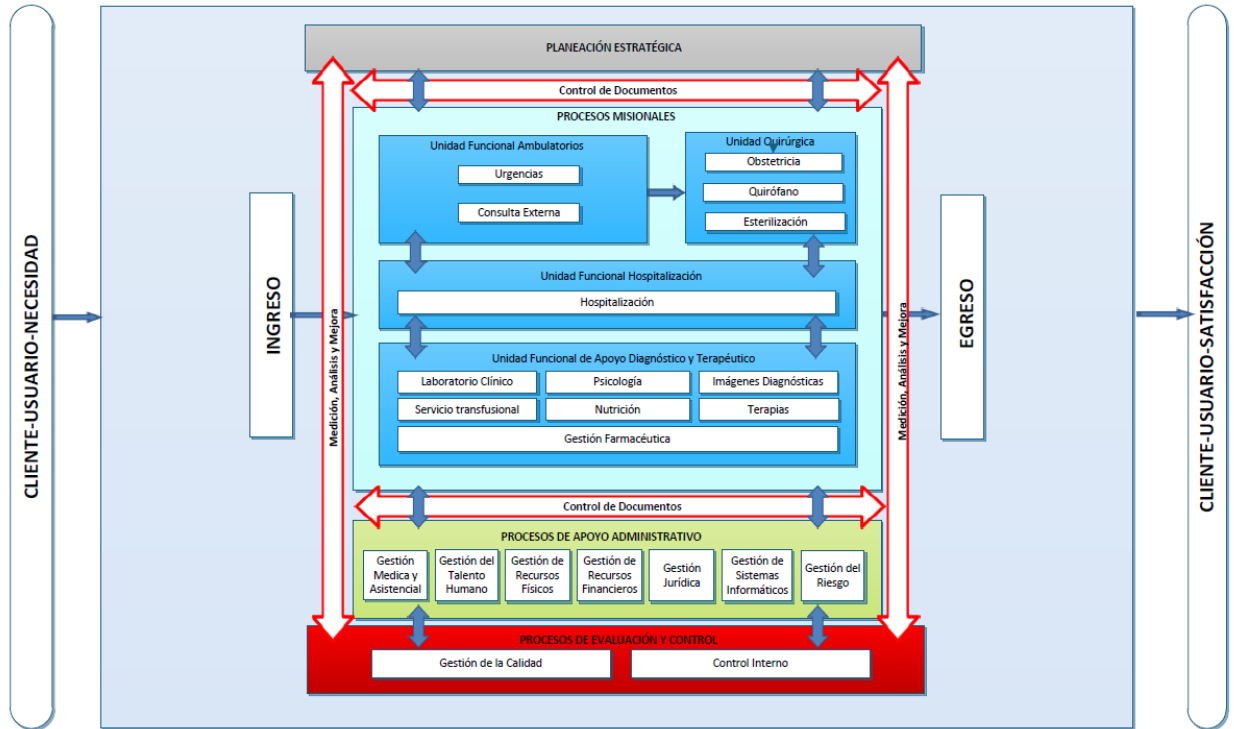 CLIENTE-USUARIO-NECESIDAD
INGRESO
PLANEACIÓN ESTRATÉGICA
Control de Documentos
Medición, Análisis y Mejora
PROCESOS MISIONALES
Unidad Funcional Ambulatorios
Urgencias
Consulta Externa
Unidad Quirúrgica
Obstetricia
Quirófano
Esterilización
Unidad Funcional Hospitalización
Hospitalización
Unidad Funcional de Apoyo Diagnóstico y Terapéutico
Laboratorio Clínico
Psicología
Imágenes Diagnósticas
Servicio transfusional
Nutrición
Terapias
Gestión Farmacéutica
Medición, Análisis y Mejora
Control de Documentos
PROCESOS DE APOYO ADMINISTRATIVO
Gestión
Medica y
Asistencial
Gestión del
Talento
Humano
Gestión de
Recursos
Físicos
Gestión de
Recursos
Financieros
Gestión
Jurídica
Gestión de
Sistemas
Informáticos
Gestión del
Riesgo
PROCESOS DE EVALUACIÓN Y CONTROL
Gestión de la Calidad
Control Interno
EGRESO
CLIENTE-USUARIO-SATISFACCIÓN